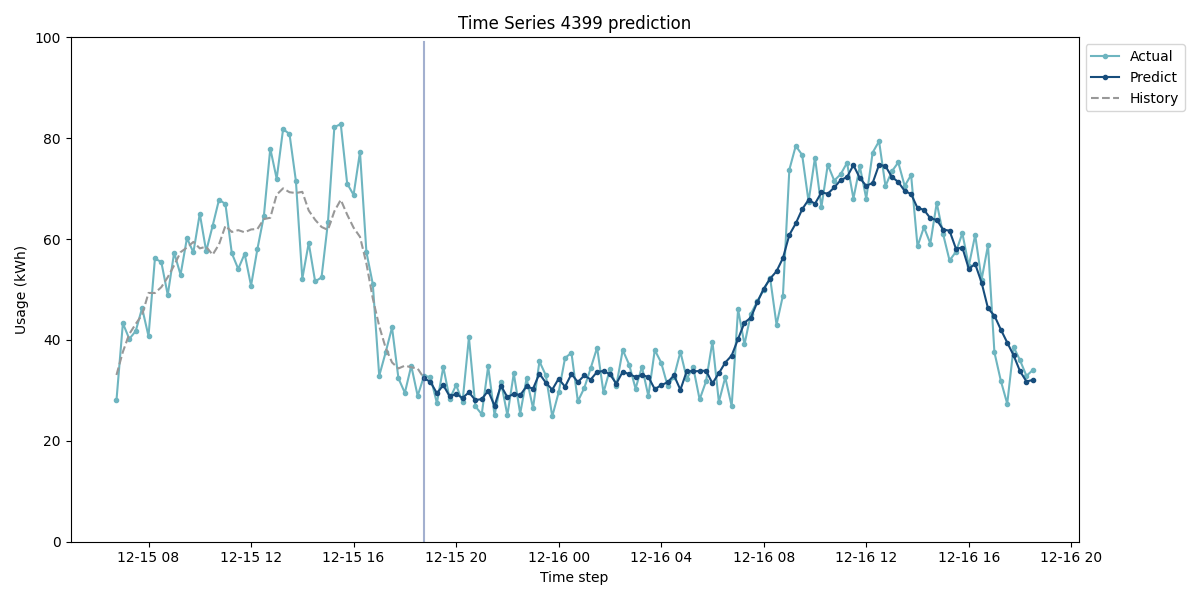 Time Series 4399 prediction
Usage (kWh)
100
80
60
40
20
0
12-15 08
12-15 12
12-15 16
12-15 20
12-16 00
12-16 04
12-16 08
12-16 12
12-16 16
12-16 20
Time step
Actual
Predict
History